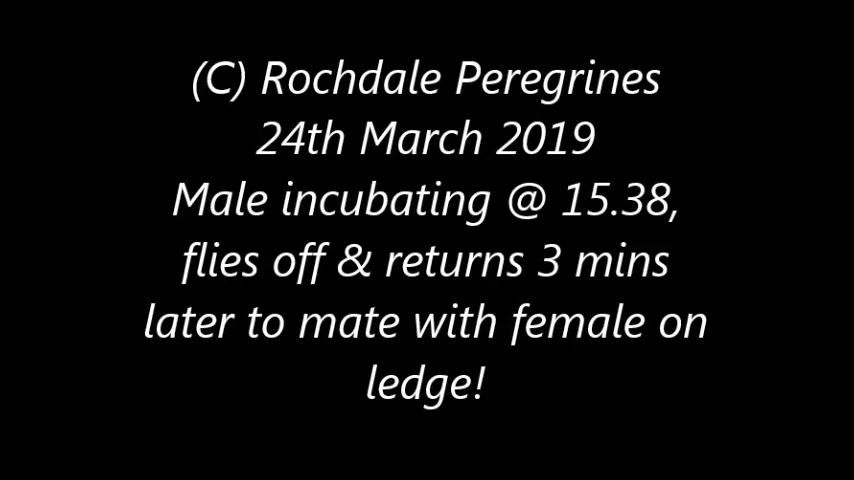 (C) Rochdale Peregrines
24th March 2019
Male incubating @ 15.38,
flies off & returns 3 mins
later to mate with female on
ledge!